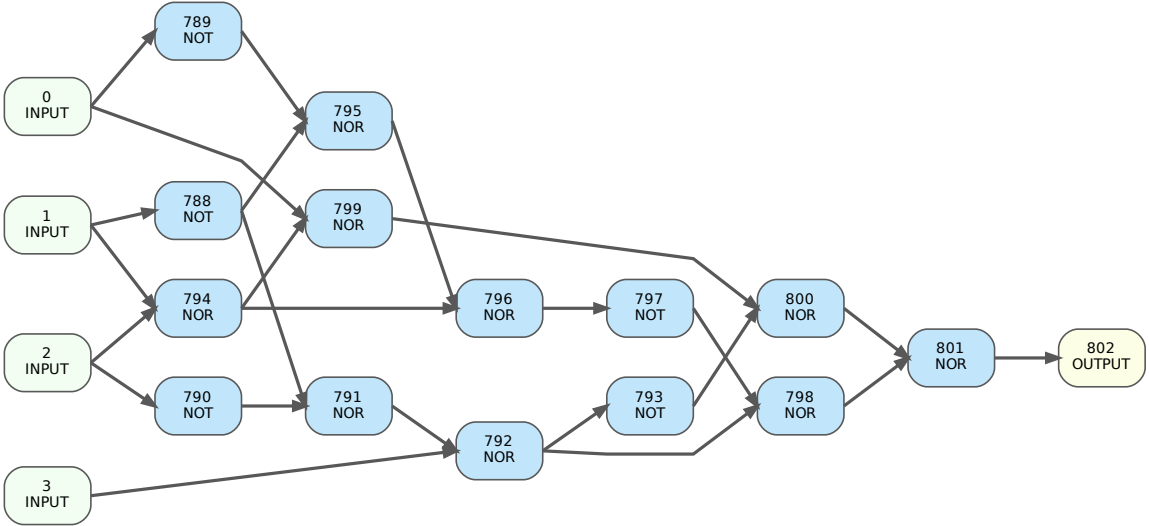 789
NOT
0
INPUT
795
NOR
1
INPUT
788
NOT
799
NOR
794
NOR
796
NOR
797
NOT
800
NOR
2
INPUT
801
NOR
802
OUTPUT
790
NOT
791
NOR
793
NOT
798
NOR
792
NOR
3
INPUT